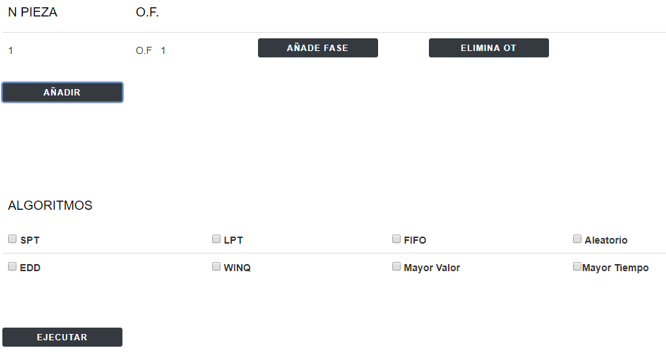 N PIEZA O.F.
1 O.F 1 AÑADE FASE ELIMINA OT
AÑADIR
ALGORITMOS
SPT LPT FIFO Aleatorio
EDD WINQ Mayor Valor Mayor Tiempo
EJECUTAR